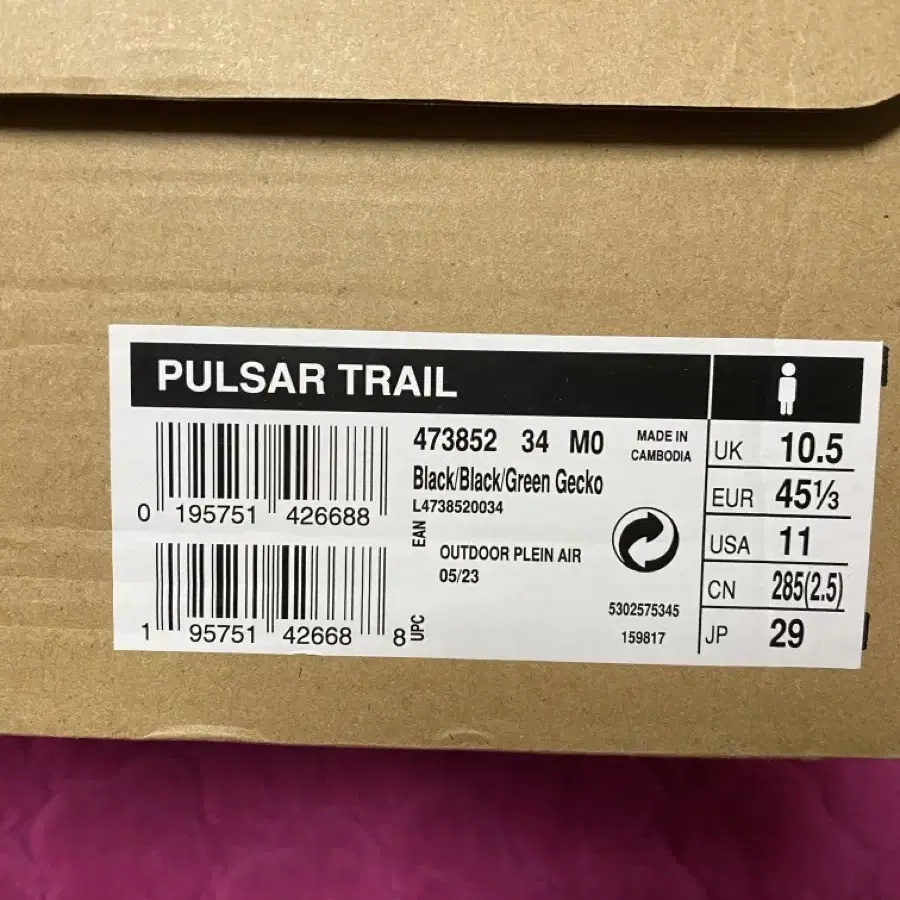 PULSAR TRAIL
473852 34 M0
Black/Black/Green Gecko
L4738520034
MADE IN
CAMBODIA
0 195751 426688
EAN
OUTDOOR PLEIN AIR
05/23
1 95751 42668 8
UPC
5302575345
159817
UK 10.5
EUR 45⅓
USA 11
CN 285(2.5)
JP 29